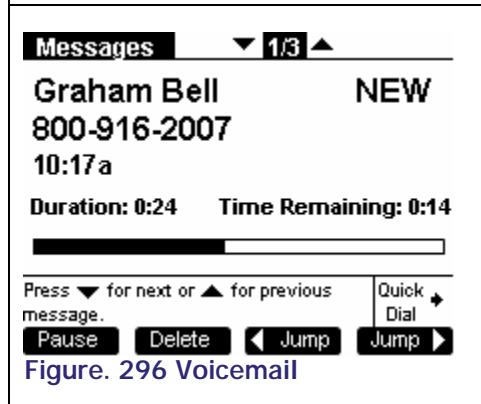 Messages ▼ 1/3 ▲
Graham Bell NEW
800-916-2007
10:17a
Duration: 0:24 Time Remaining: 0:14
Press ▼ for next or ▲ for previous message.
Quick Dial
Pause Delete ◀ Jump Jump ▶
Figure. 296 Voicemail